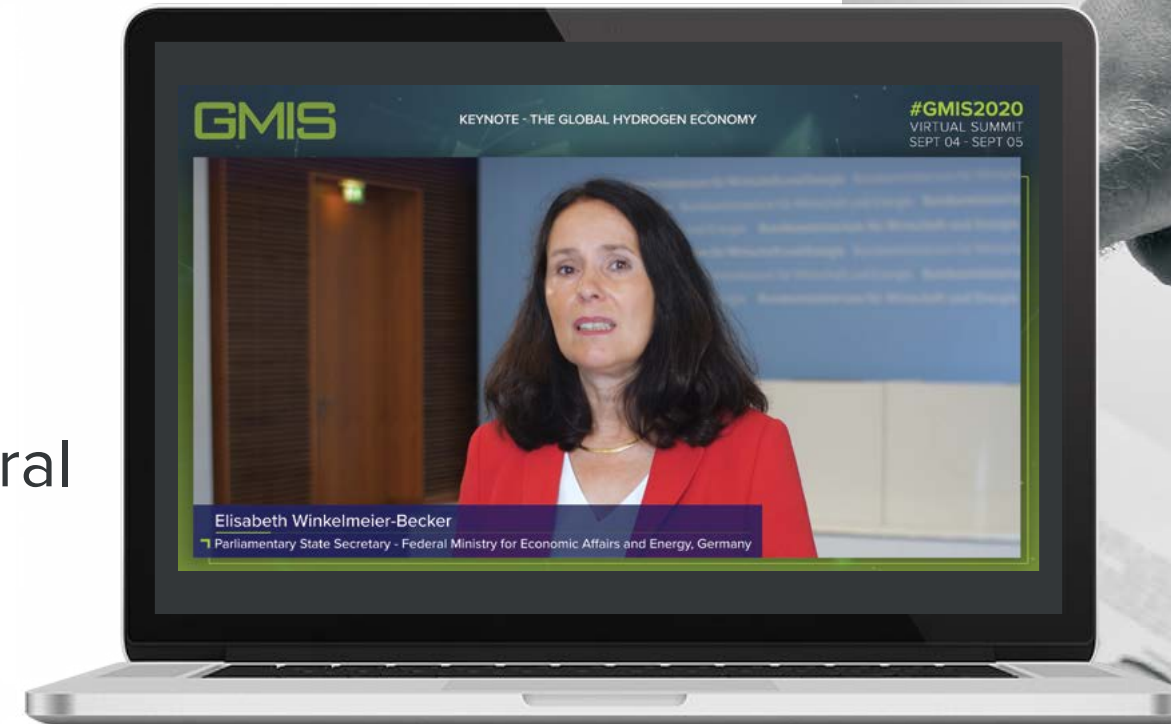 GMIS
KEYNOTE - THE GLOBAL HYDROGEN ECONOMY
#GMIS2020
VIRTUAL SUMMIT
SEPT 04 - SEPT 05
ral
Elisabeth Winkelmeier-Becker
Parliamentary State Secretary - Federal Ministry for Economic Affairs and Energy, Germany